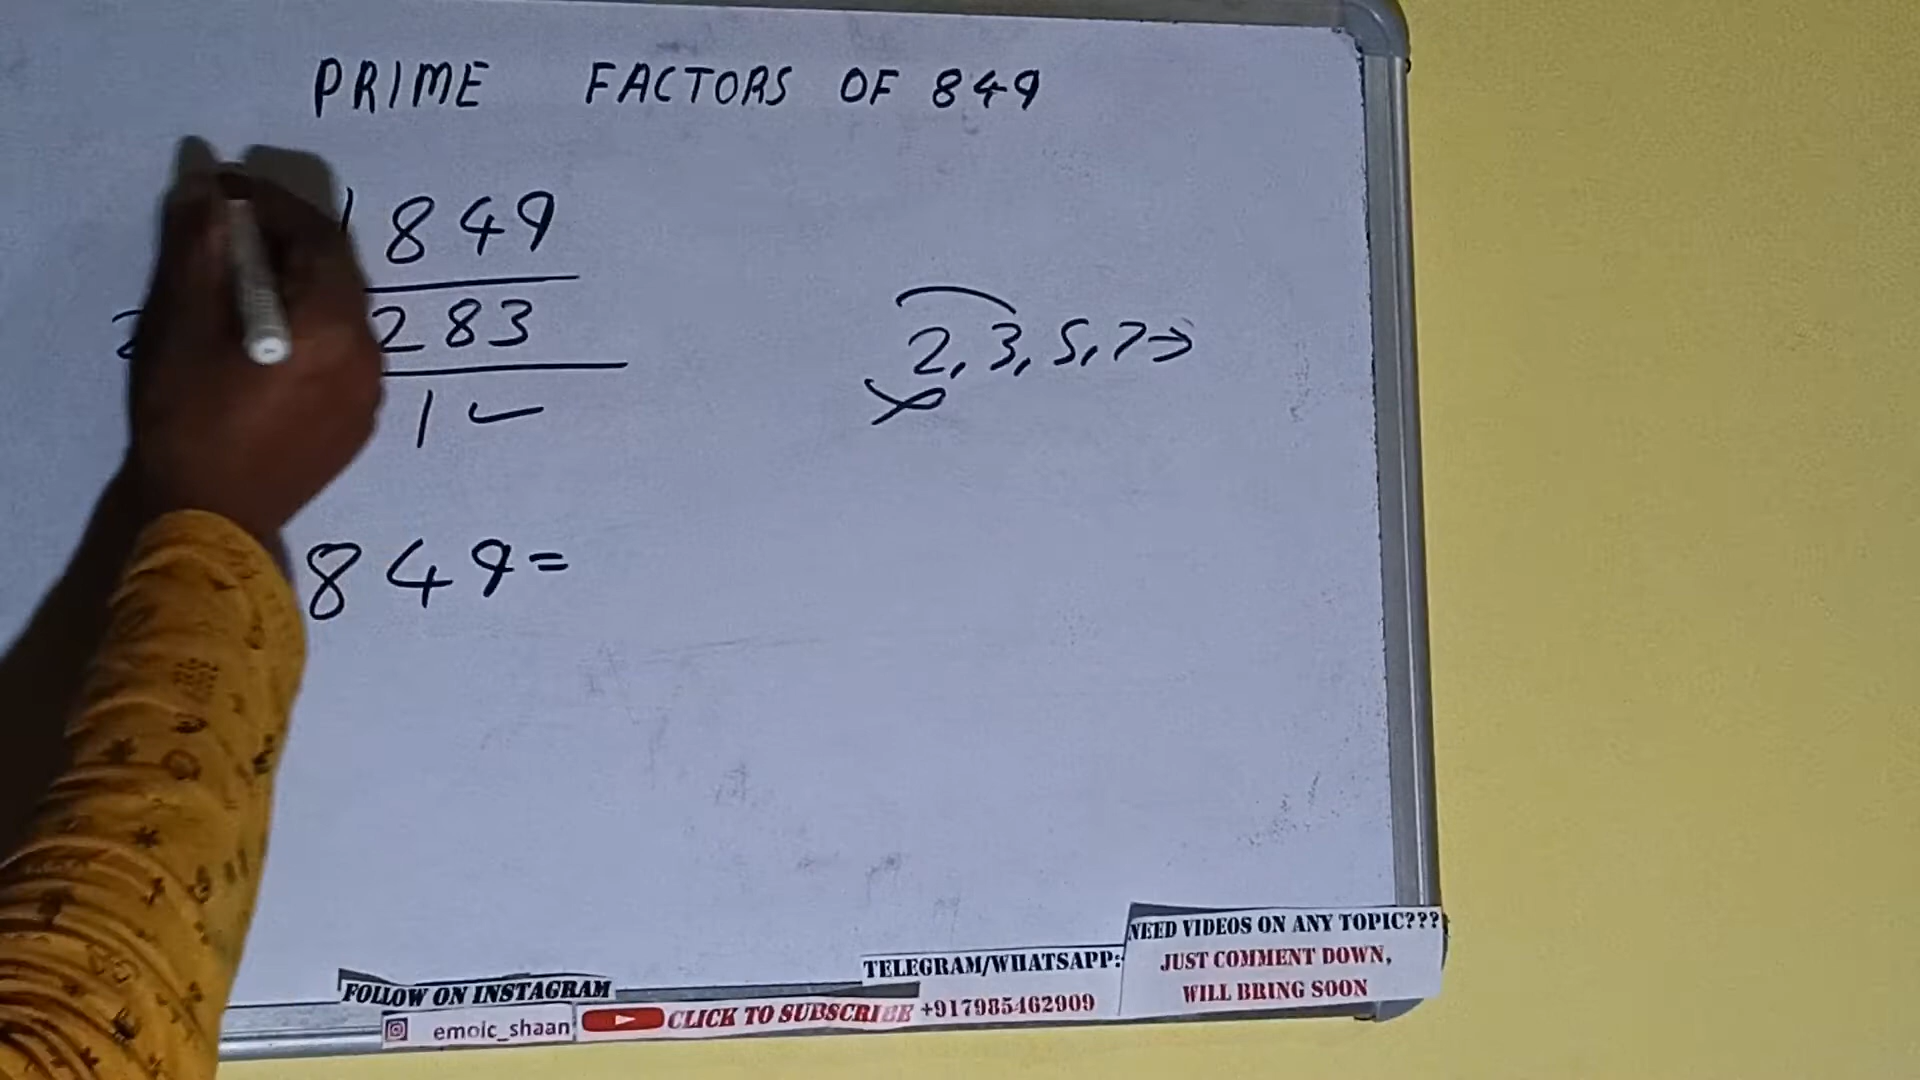 PRIME FACTORS OF 849
849
283
2, 3, 5, 7
1
849=
NEED VIDEOS ON ANY TOPIC???
JUST COMMENT DOWN,
WILL BRING SOON
TELEGRAM/WHATSAPP:-
+917985462909
FOLLOW ON INSTAGRAM
emoic_shaan
CLICK TO SUBSCRIBE